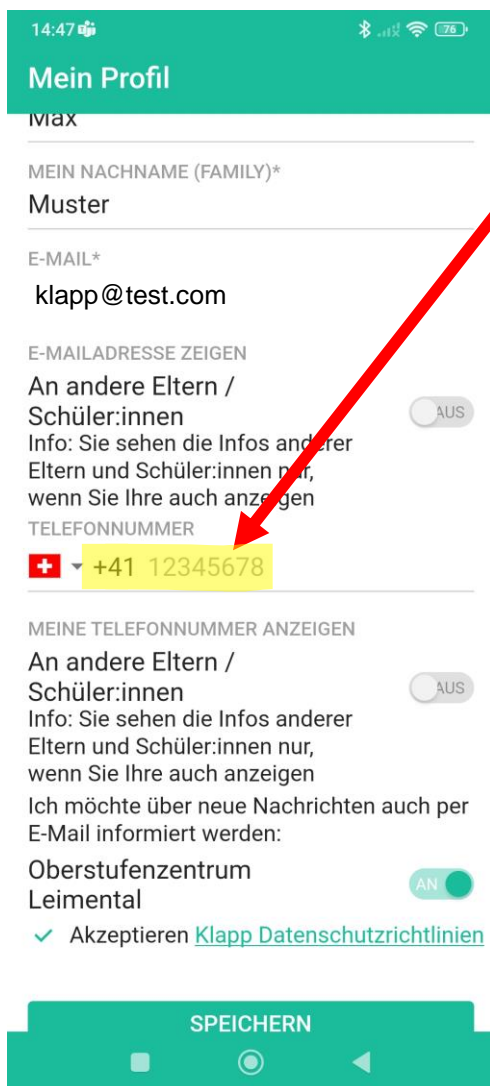 14:47
76
Mein Profil
Max
MEIN NACHNAME (FAMILY)*
Muster
E-MAIL*
klapp@test.com
E-MAILADRESSE ZEIGEN
An andere Eltern /
Schüler:innen
AUS
Info: Sie sehen die Infos anderer
Eltern und Schüler:innen nur,
wenn Sie Ihre auch anzeigen
TELEFONNUMMER
+41 12345678
MEINE TELEFONNUMMER ANZEIGEN
An andere Eltern /
Schüler:innen
AUS
Info: Sie sehen die Infos anderer
Eltern und Schüler:innen nur,
wenn Sie Ihre auch anzeigen
Ich möchte über neue Nachrichten auch per
E-Mail informiert werden:
Oberstufenzentrum
Leimental
AN
Akzeptieren Klapp Datenschutzrichtlinien
SPEICHERN